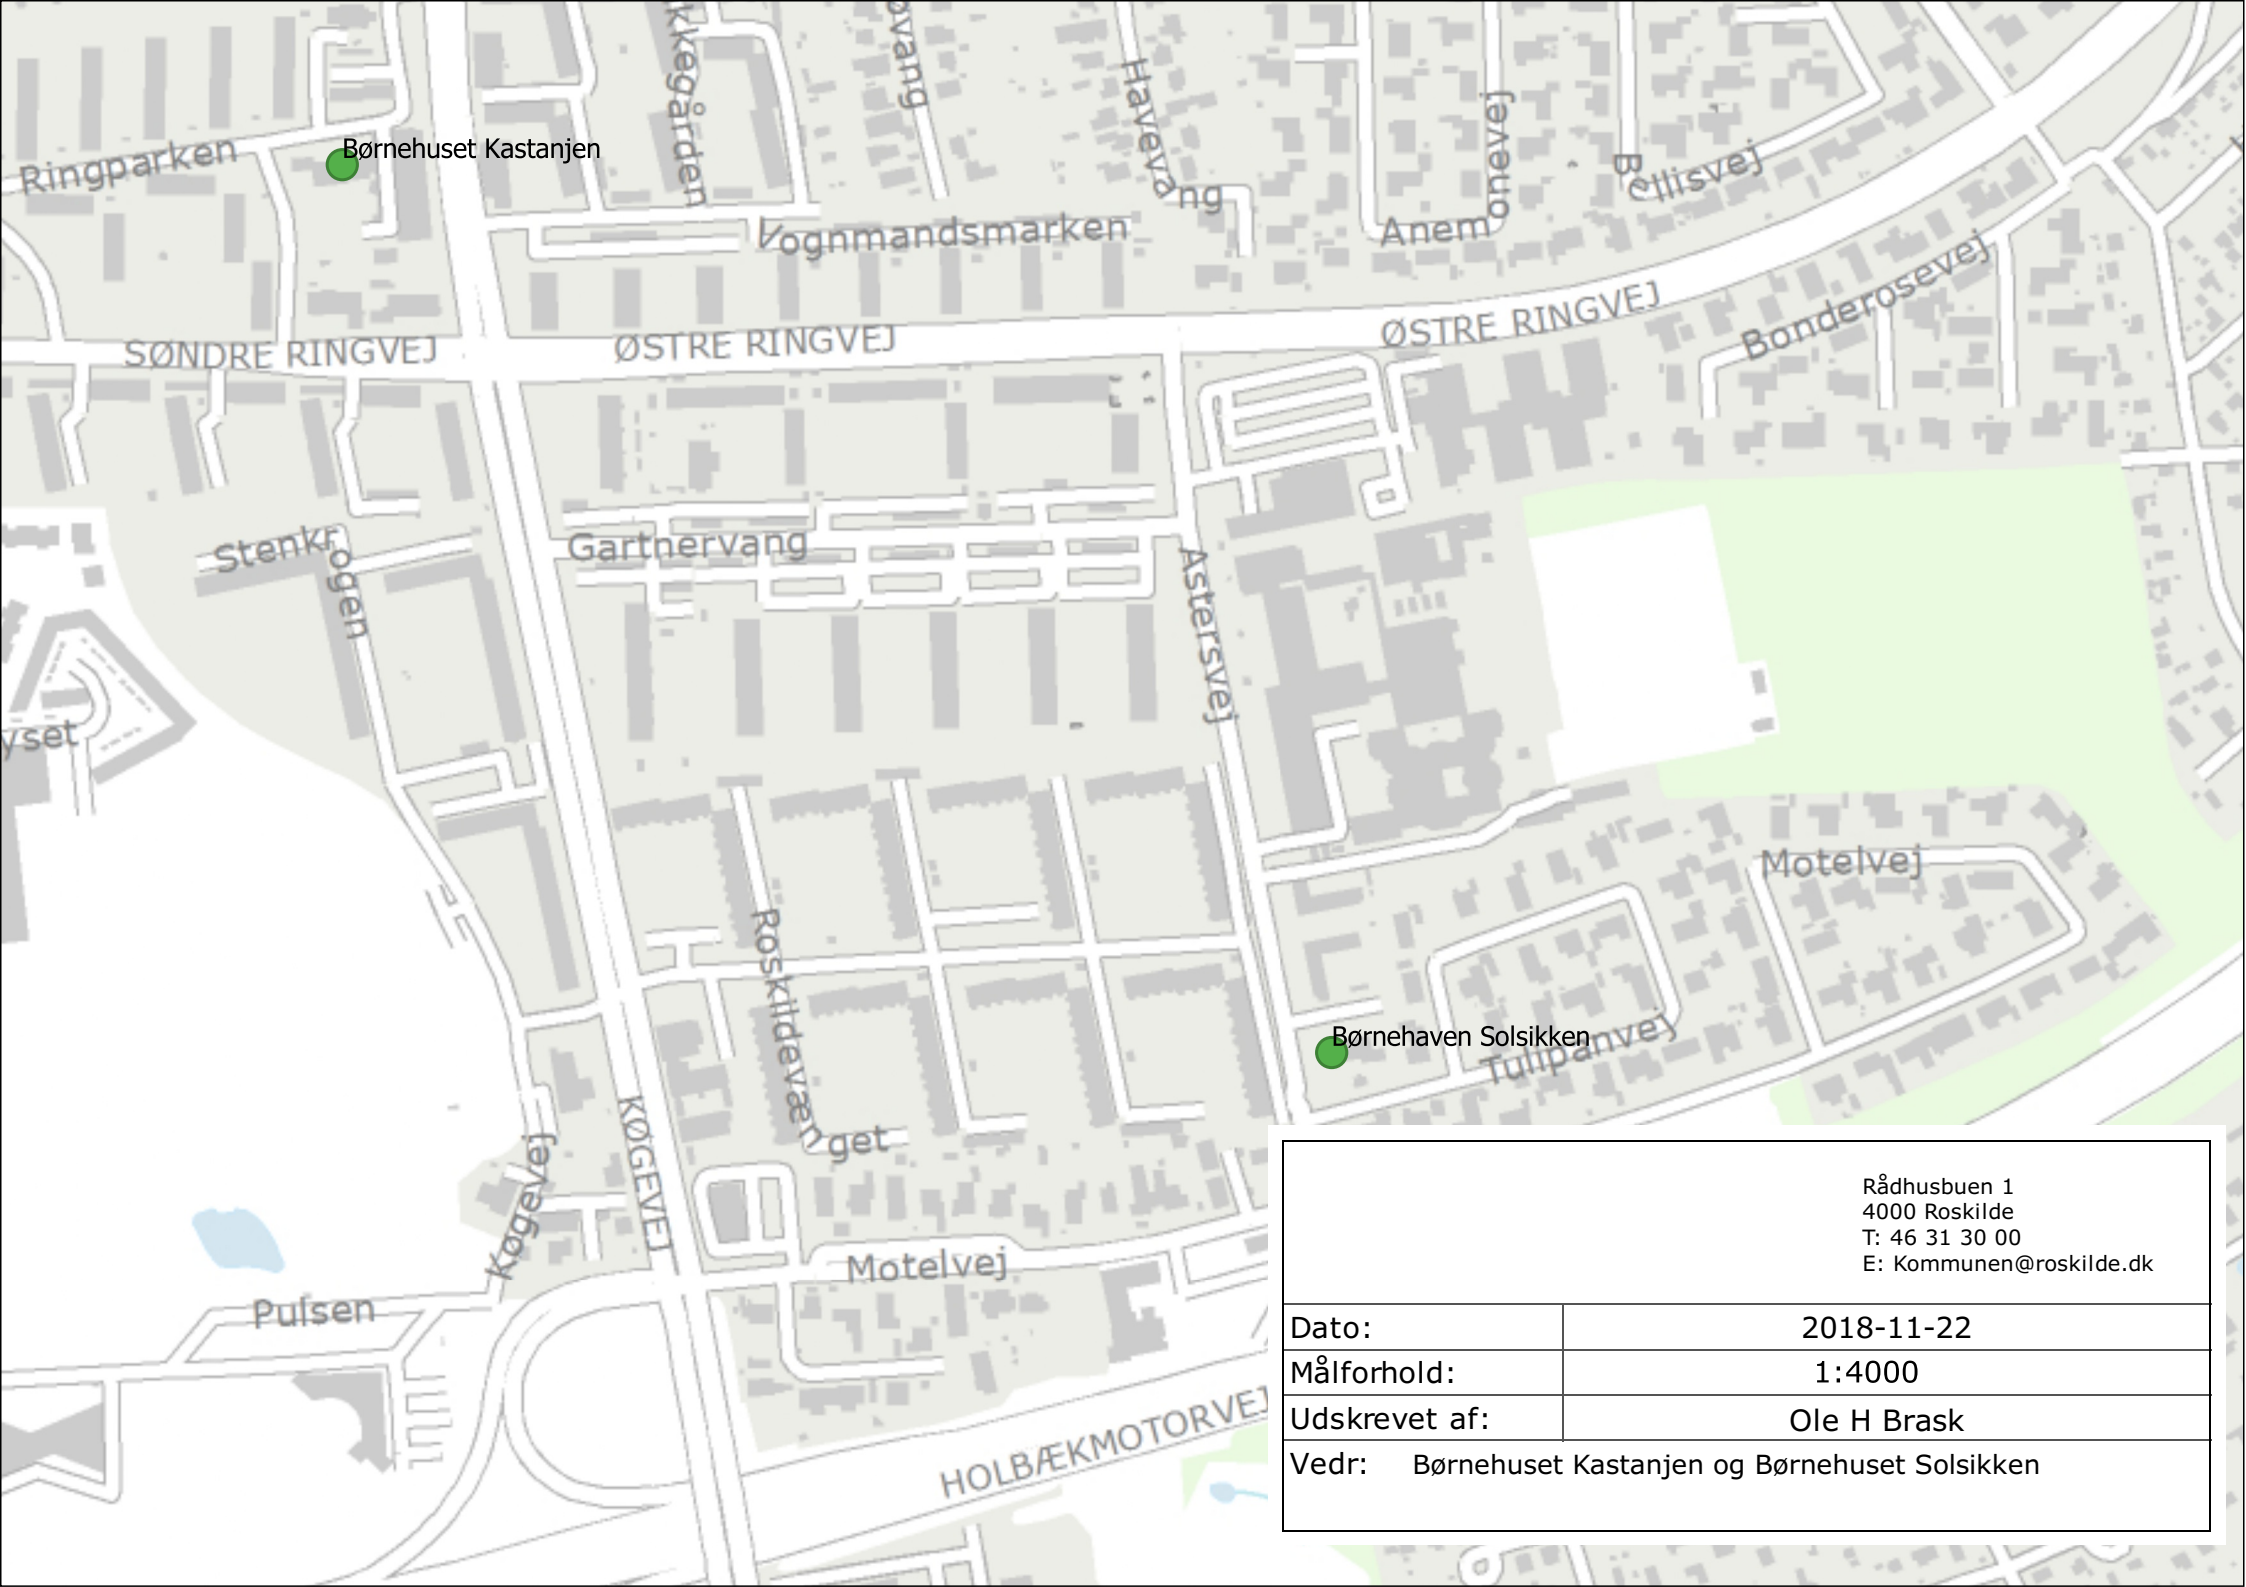 Havevang
Anemonevej
Bellisvej
Børnehuset Kastanjen
Ringparken
Vognmandsmarken
Bonderosevej
SØNDRE RINGVEJ
ØSTRE RINGVEJ
ØSTRE RINGVEJ
Stenkrogen
Gartnervang
Astersvej
Motelvej
Roskildevænget
Børnehaven Solsikken
Tulipanvej
KØGEVEJ
Køgevej
Motelvej
Pulsen
HOLBÆKMOTORVEJ
Rådhusbuen 1
4000 Roskilde
T: 46 31 30 00
E: Kommunen@roskilde.dk
Dato: 2018-11-22
Målforhold: 1:4000
Udskrevet af: Ole H Brask
Vedr: Børnehuset Kastanjen og Børnehuset Solsikken